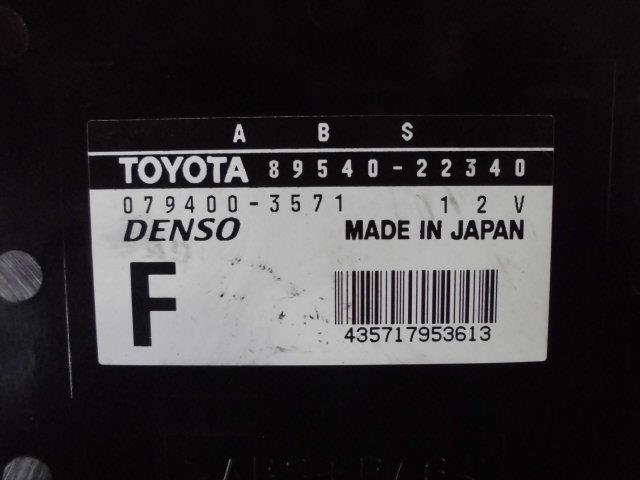 A B S
TOYOTA 89540-22340
079400-3571 12V
DENSO MADE IN JAPAN
F
435717953613